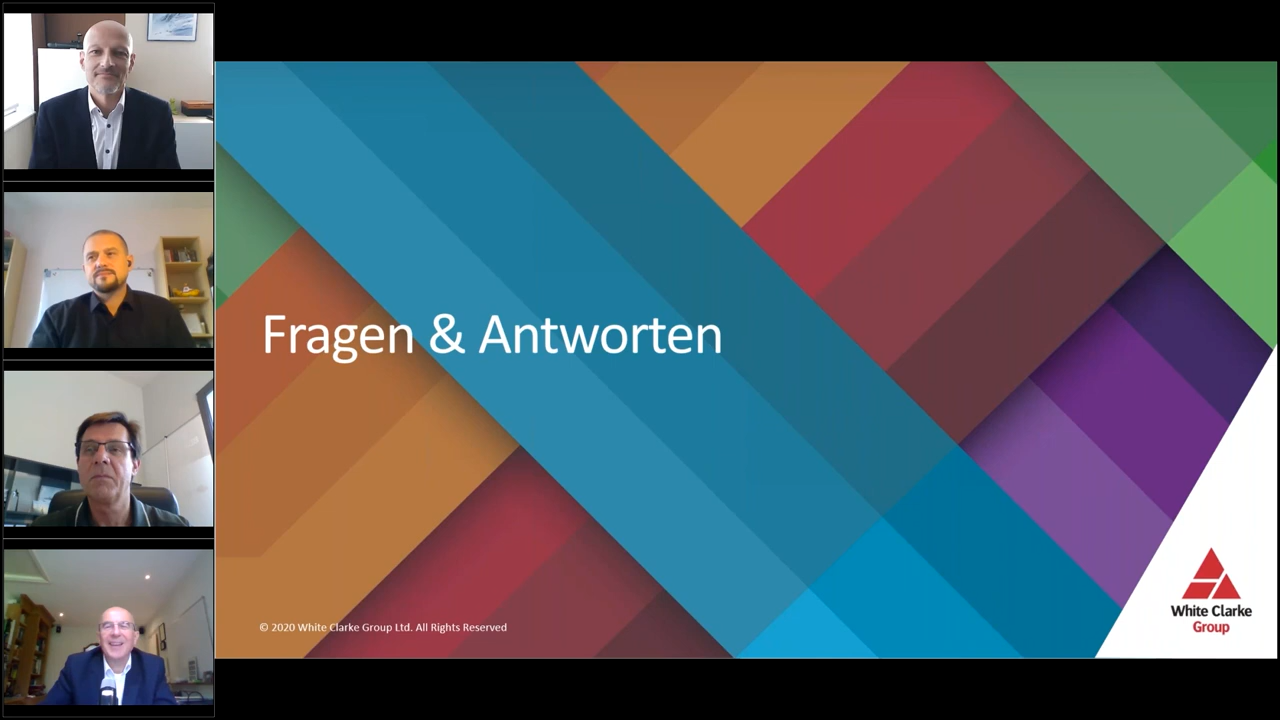 Fragen & Antworten
© 2020 White Clarke Group Ltd. All Rights Reserved
White Clarke
Group